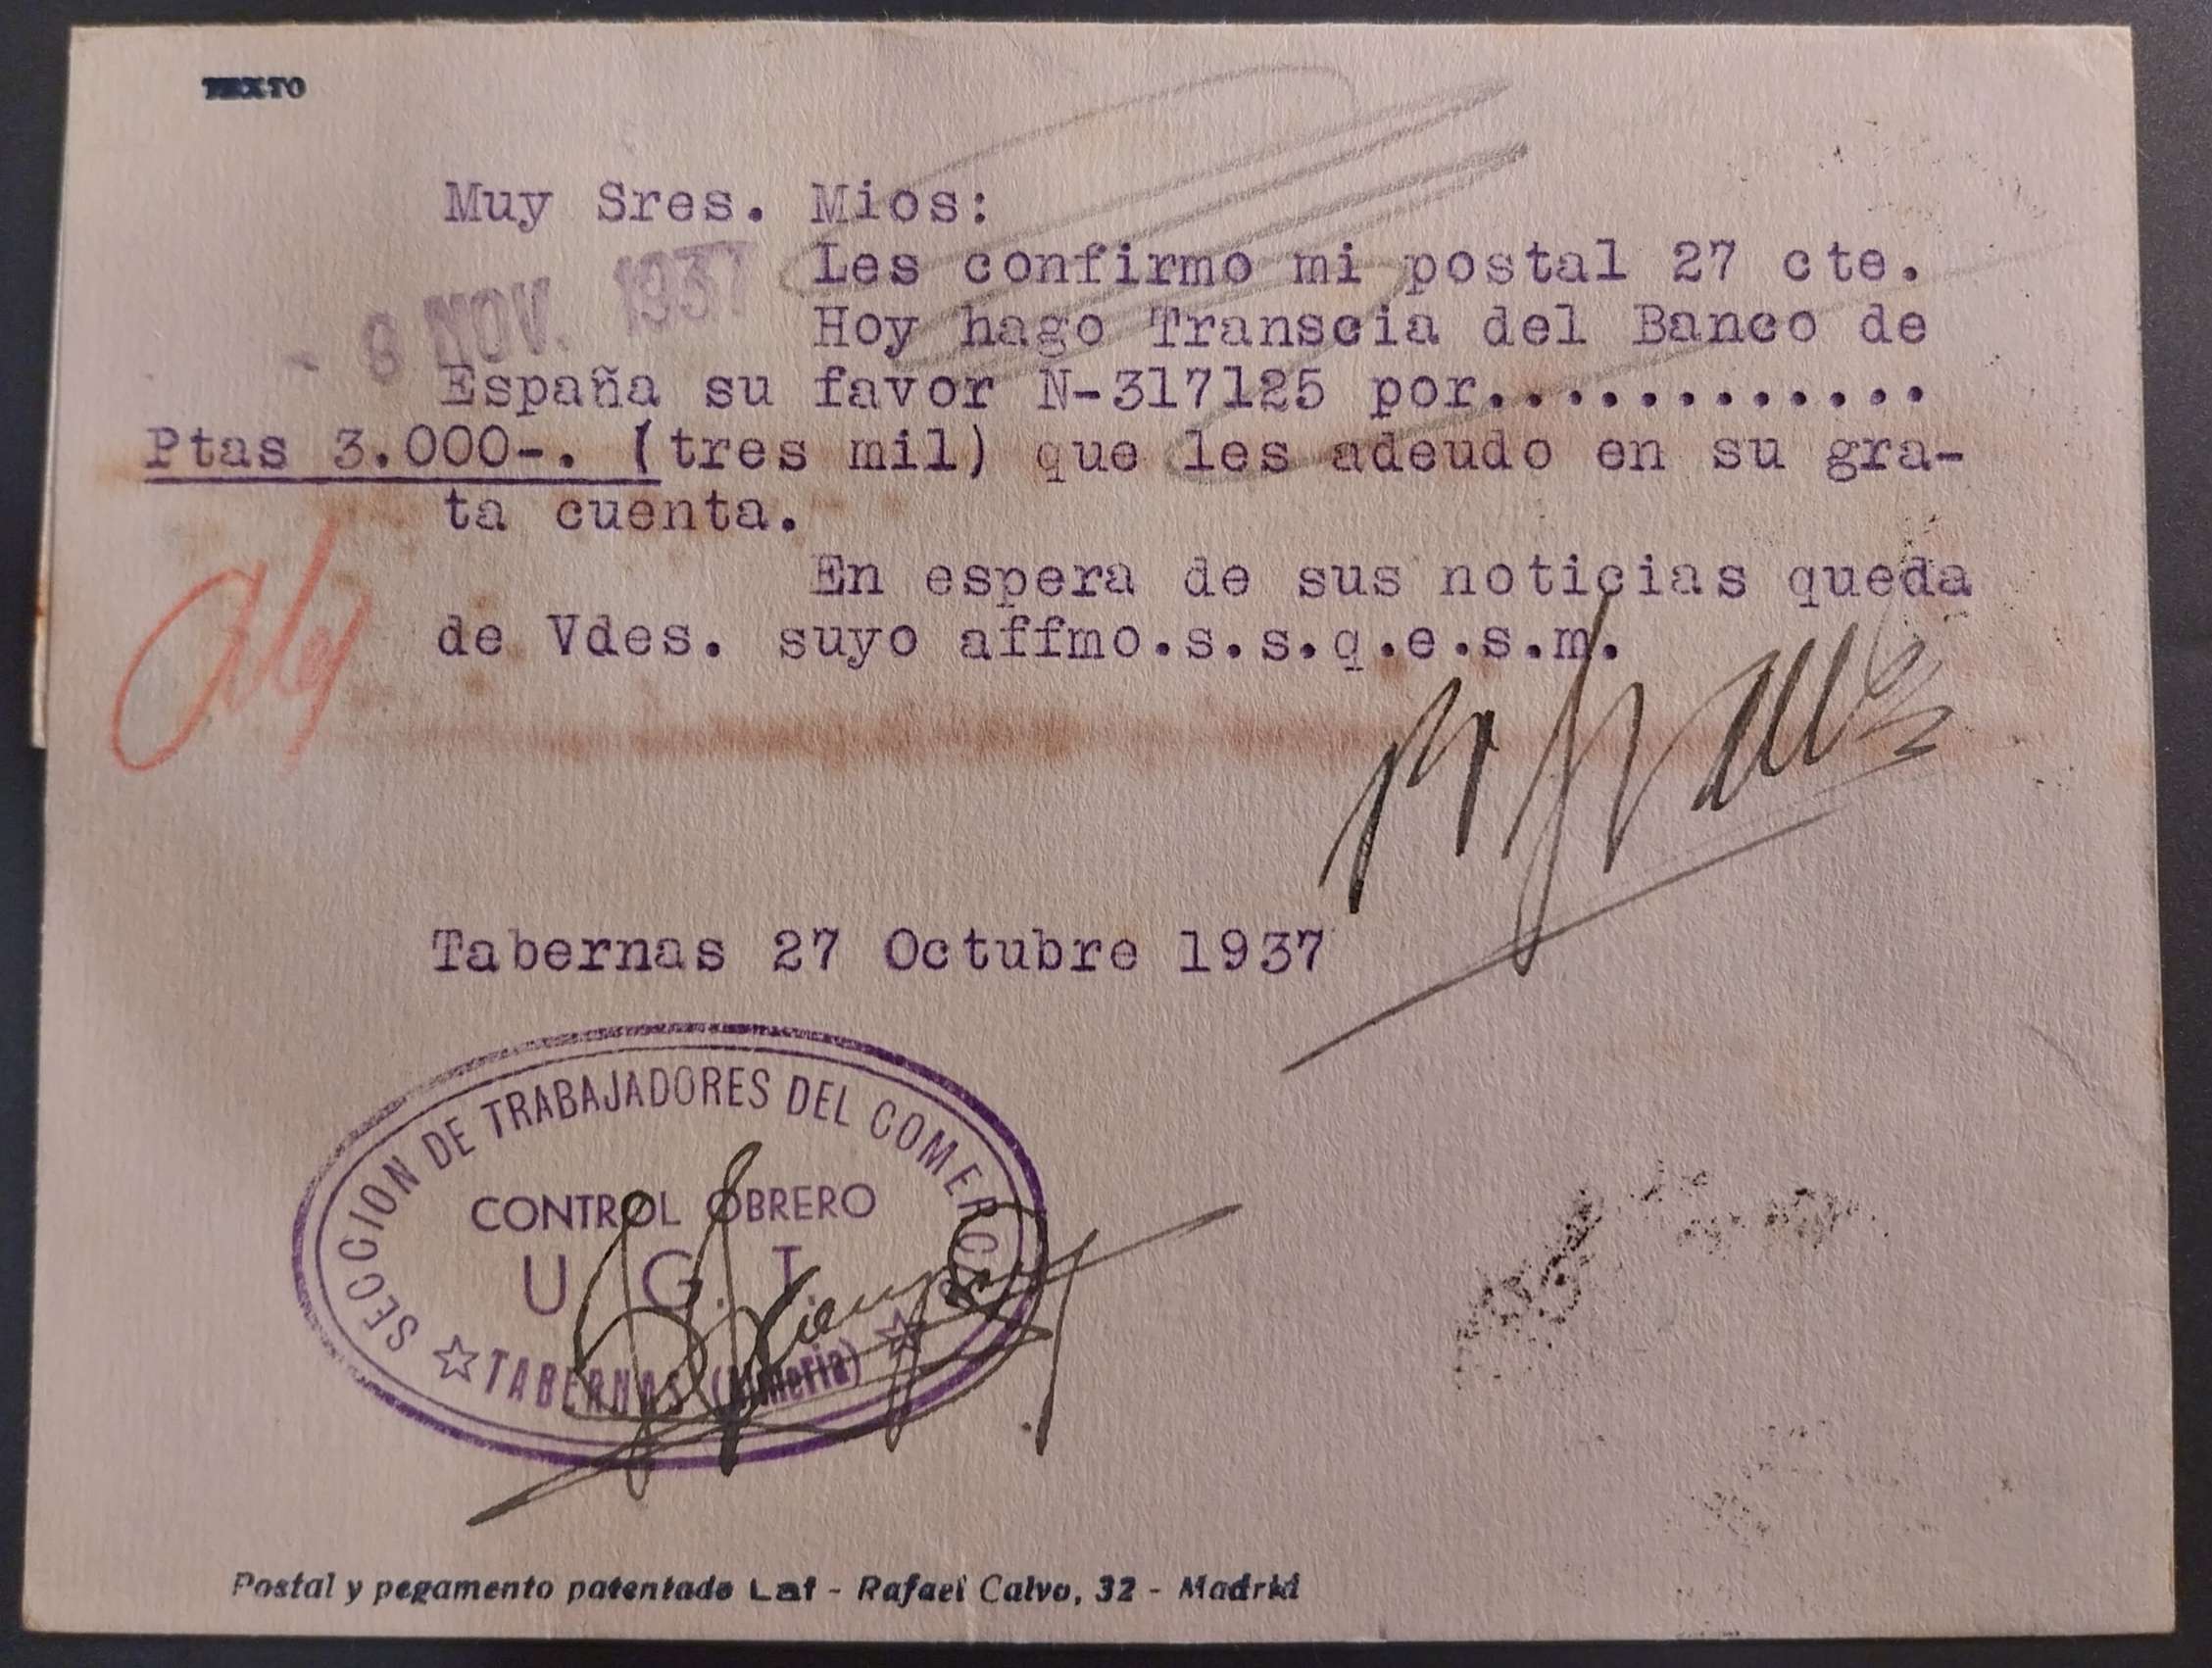 TEXTO
Muy Sres. Mios:
Les confirmo mi postal 27 cte.
- 8 NOV. 1937
Hoy hago Transcia del Banco de
España su favor N-317125 por............
Ptas 3.000-. (tres mil) que les adeudo en su gra-
ta cuenta.
En espera de sus noticias queda
de Vdes. suyo affmo.s.s.q.e.s.m.
Tabernas 27 Octubre 1937
SECCION DE TRABAJADORES DEL COMERCIO
CONTROL OBRERO
U. G. T.
☆ TABERNAS (Almeria) ☆
Postal y pegamento patentado Laf - Rafael Calvo, 32 - Madrid